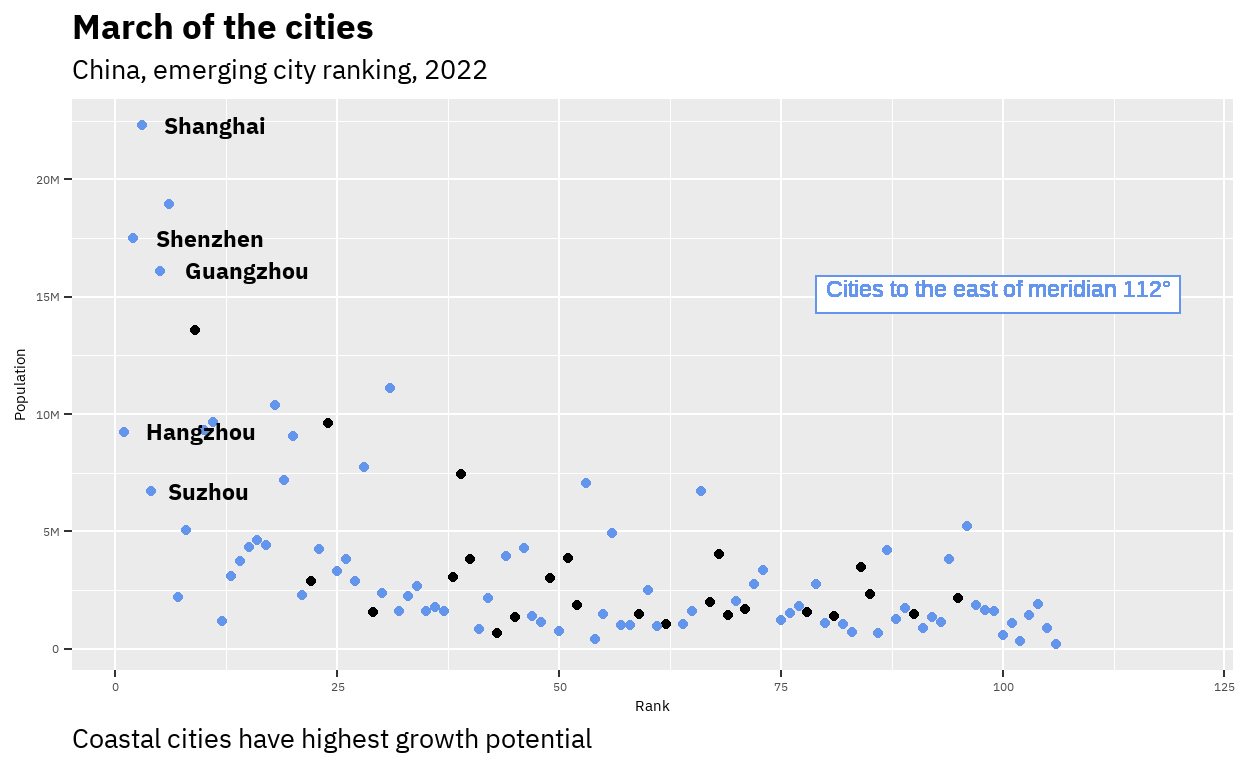 March of the cities
China, emerging city ranking, 2022
Shanghai
20M
Shenzhen
Guangzhou
Cities to the east of meridian 112°
15M
Population
10M
Hangzhou
Suzhou
5M
0
0 25 50 75 100 125
Rank
Coastal cities have highest growth potential